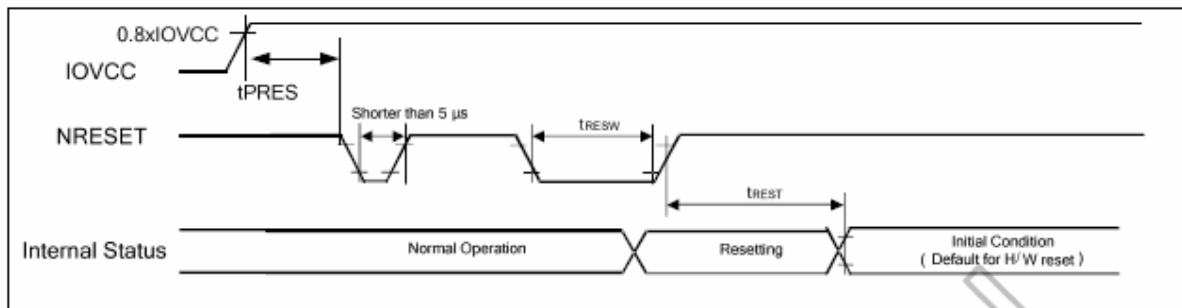 0.8xIOVCC
IOVCC
tPRES
Shorter than 5 µs
NRESET
tRESW
tREST
Internal Status
Normal Operation
Resetting
Initial Condition
( Default for H/W reset )